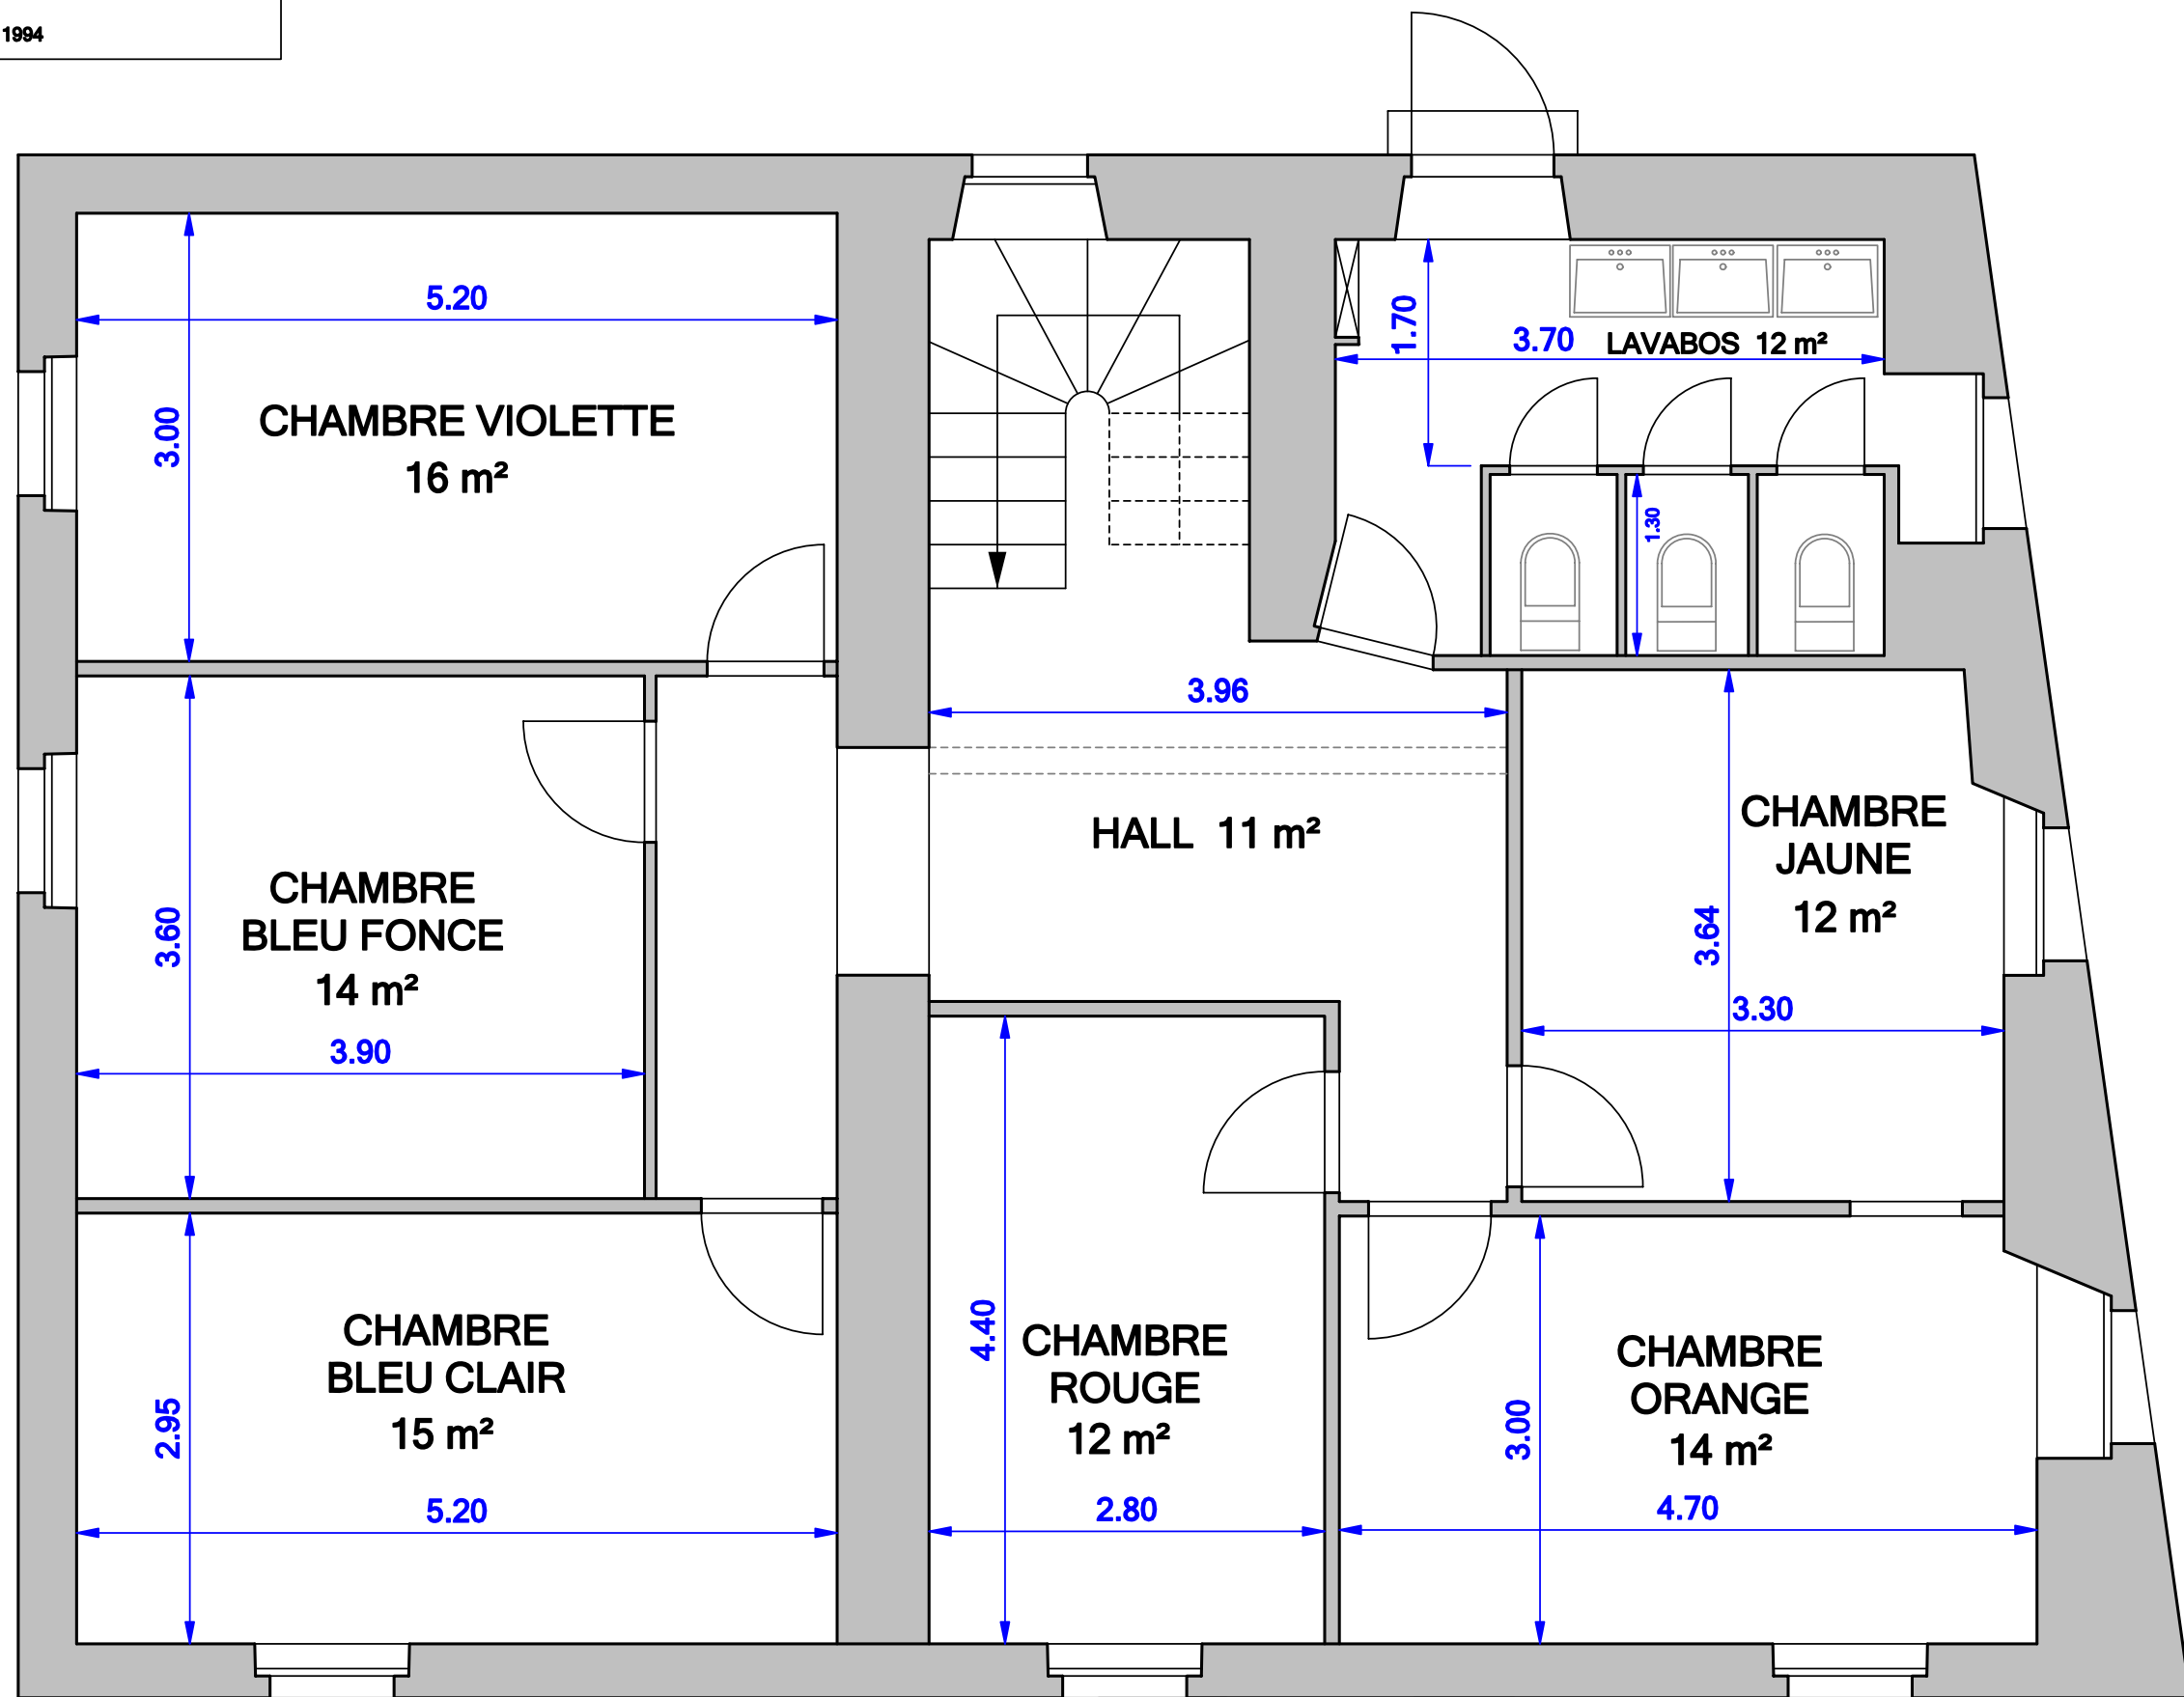 1994
5.20
3.00
CHAMBRE VIOLETTE
16 m²
1.70
3.70
LAVABOS 12 m²
1.30
3.96
HALL 11 m²
CHAMBRE
JAUNE
12 m²
3.64
3.30
CHAMBRE
BLEU FONCE
14 m²
3.60
3.90
CHAMBRE
BLEU CLAIR
15 m²
2.95
5.20
4.40
CHAMBRE
ROUGE
12 m²
2.80
CHAMBRE
ORANGE
14 m²
3.00
4.70